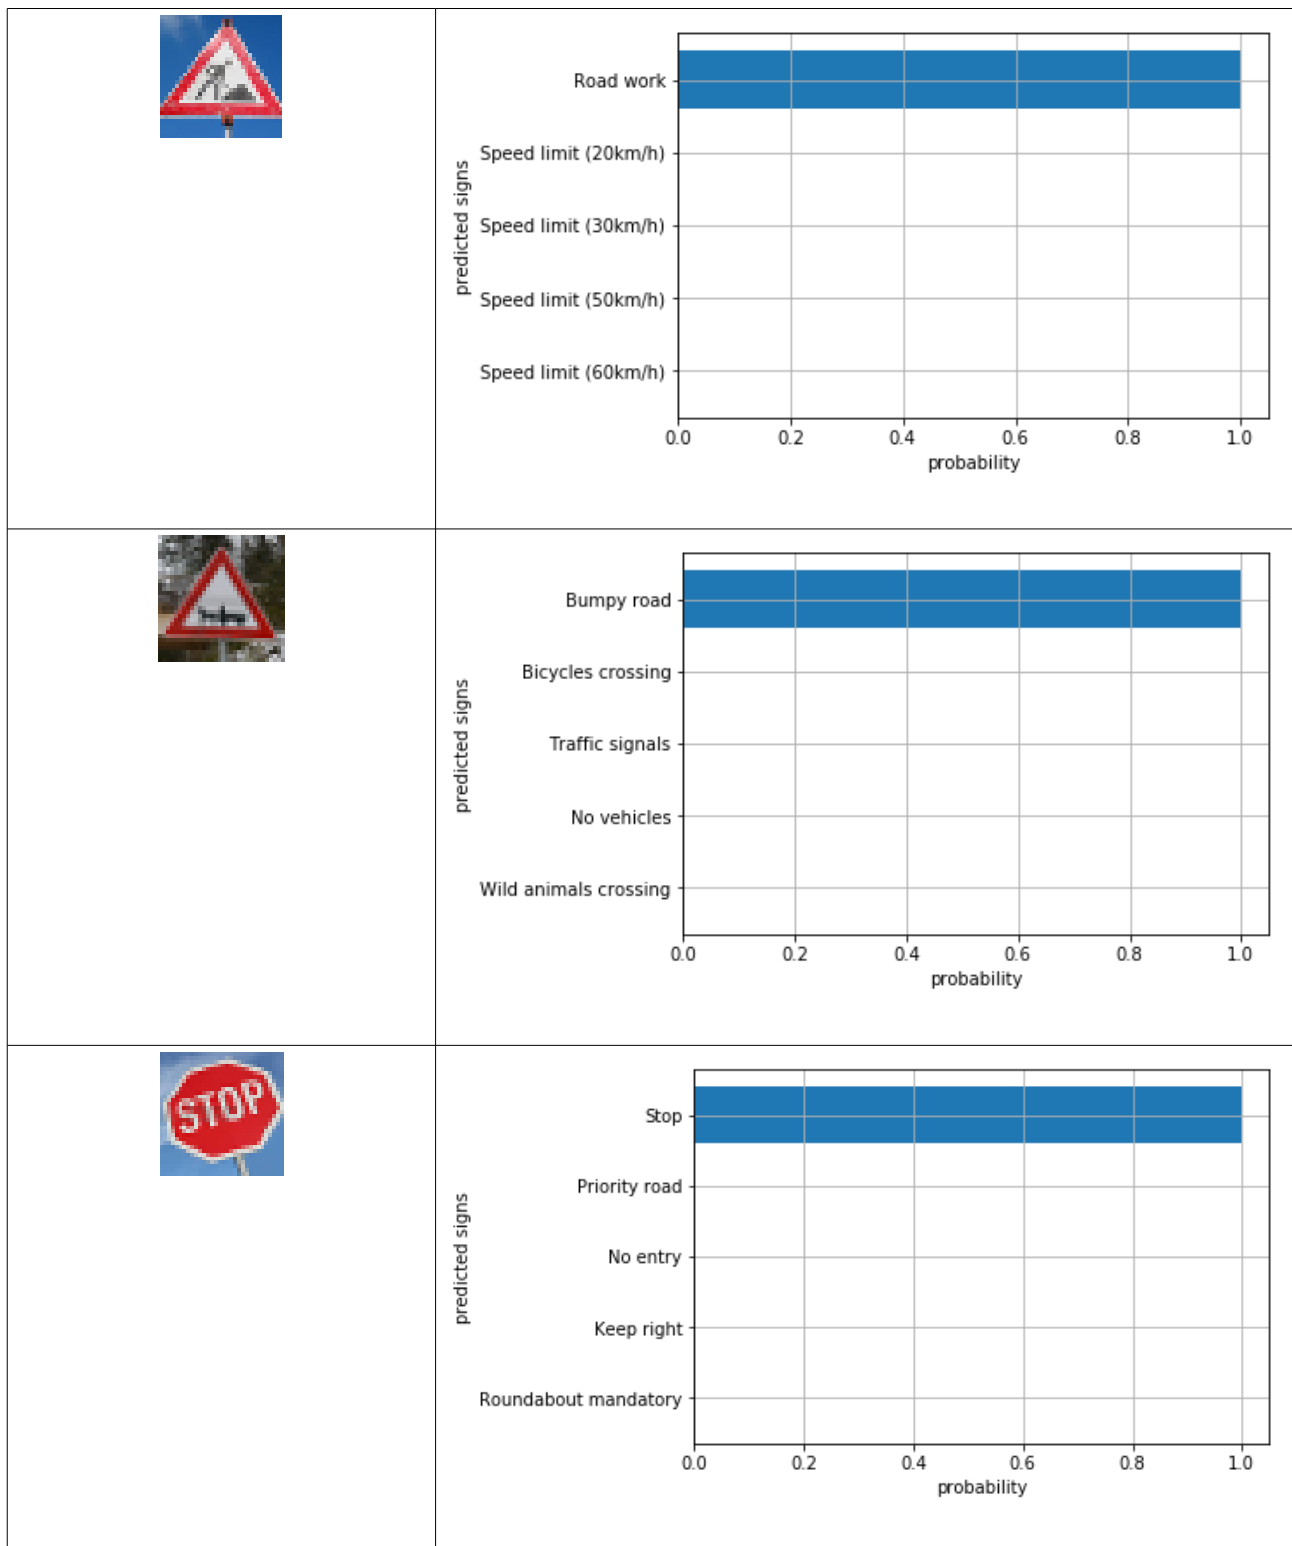 Road work
Speed limit (20km/h)
Speed limit (30km/h)
Speed limit (50km/h)
Speed limit (60km/h)
predicted signs
0.0 0.2 0.4 0.6 0.8 1.0
probability
Bumpy road
Bicycles crossing
Traffic signals
No vehicles
Wild animals crossing
predicted signs
0.0 0.2 0.4 0.6 0.8 1.0
probability
STOP
Stop
Priority road
No entry
Keep right
Roundabout mandatory
predicted signs
0.0 0.2 0.4 0.6 0.8 1.0
probability